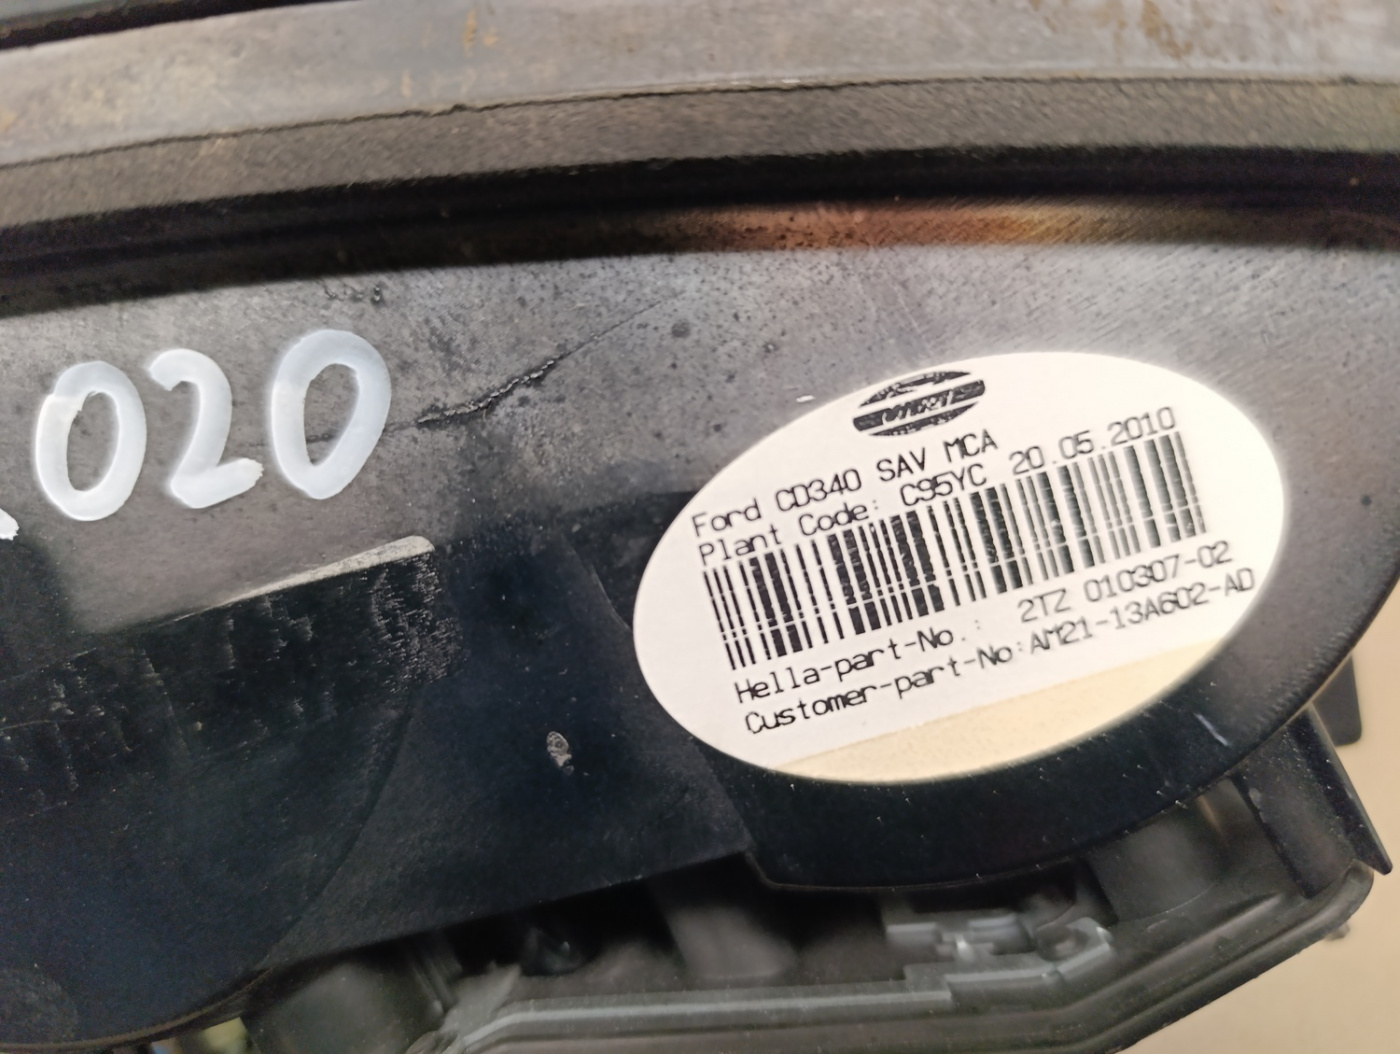 020
Ford CD340 SAV MCA
Plant Code: C95YC 20.05.2010
Hella-part-No.: 2TZ 010307-02
Customer-part-No:AM21-13A602-AD